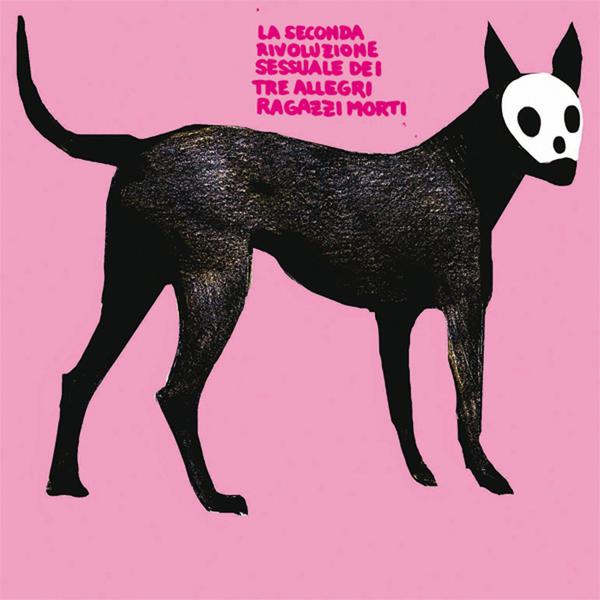 LA SECONDA
RIVOLUZIONE
SESSUALE DEI
TRE ALLEGRI
RAGAZZI MORTI